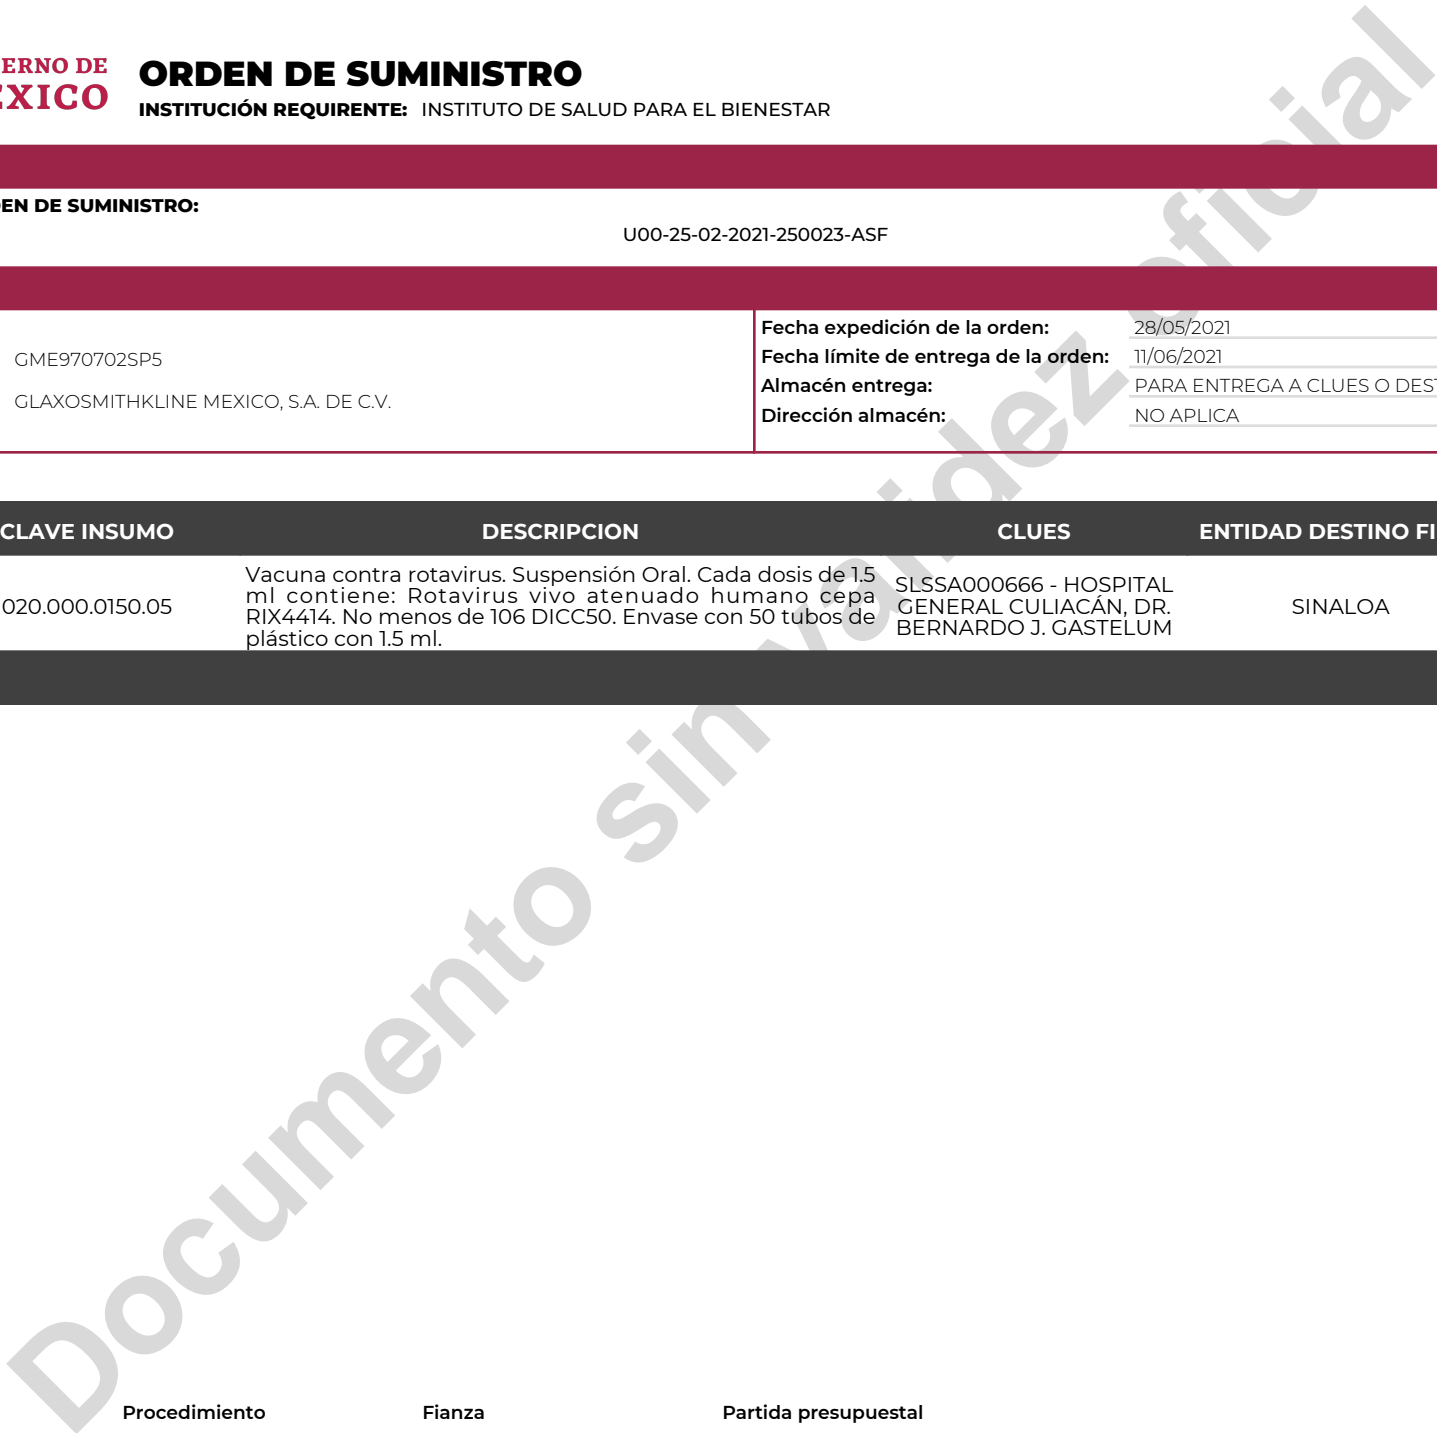 ERNO DE
EXICO
ORDEN DE SUMINISTRO
INSTITUCIÓN REQUIRENTE: INSTITUTO DE SALUD PARA EL BIENESTAR
EN DE SUMINISTRO:
U00-25-02-2021-250023-ASF
GME970702SP5
GLAXOSMITHKLINE MEXICO, S.A. DE C.V.
Fecha expedición de la orden: 28/05/2021
Fecha límite de entrega de la orden: 11/06/2021
Almacén entrega: PARA ENTREGA A CLUES O DEST
Dirección almacén: NO APLICA
CLAVE INSUMO DESCRIPCION CLUES ENTIDAD DESTINO FI
020.000.0150.05
Vacuna contra rotavirus. Suspensión Oral. Cada dosis de 1.5
ml contiene: Rotavirus vivo atenuado humano cepa
RIX4414. No menos de 106 DICC50. Envase con 50 tubos de
plástico con 1.5 ml.
SLSSA000666 - HOSPITAL
GENERAL CULIACÁN, DR.
BERNARDO J. GASTELUM
SINALOA
Documento sin validez oficial
Procedimiento Fianza Partida presupuestal